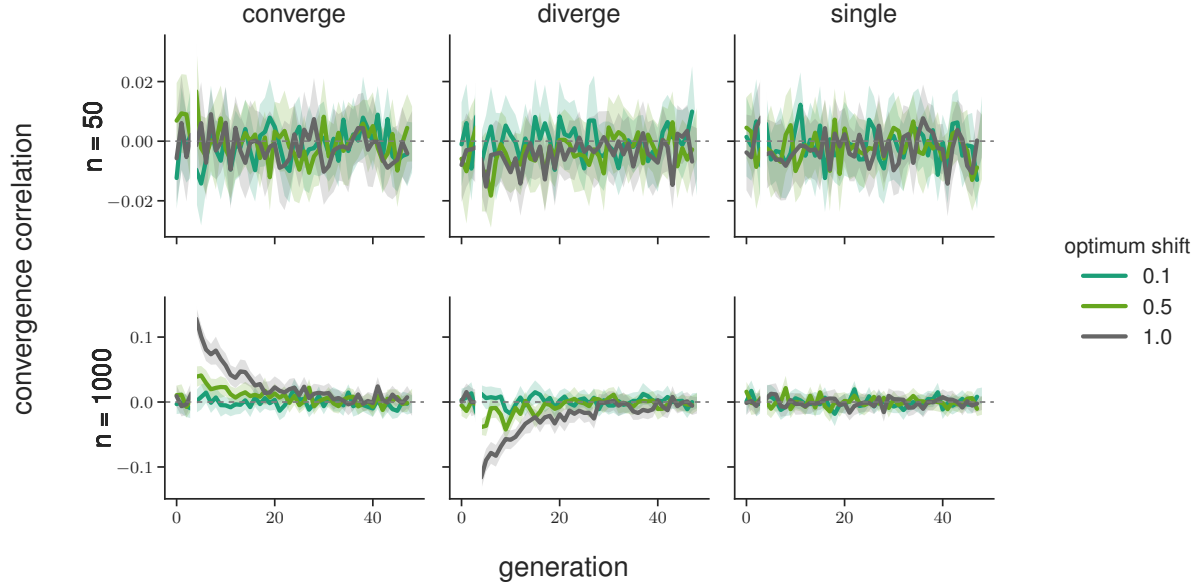 converge diverge single
convergence correlation
n = 50
0.02
0.00
−0.02
n = 1000
0.1
0.0
−0.1
0 20 40 0 20 40 0 20 40
generation
optimum shift
0.1
0.5
1.0